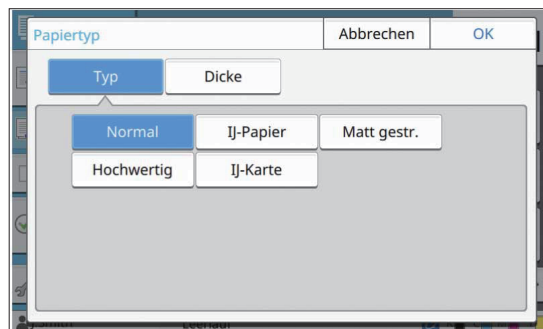 Papiertyp Abbrechen OK
Typ Dicke
Normal IJ-Papier Matt gestr.
Hochwertig IJ-Karte